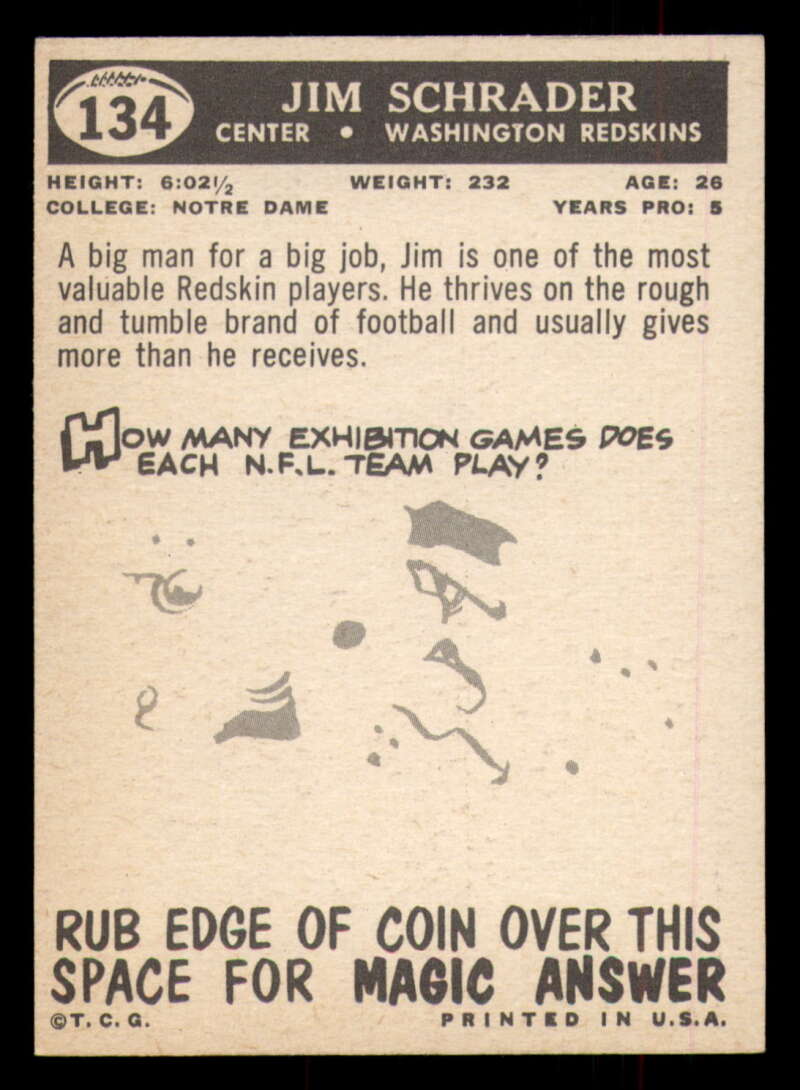 134
JIM SCHRADER
CENTER • WASHINGTON REDSKINS
HEIGHT: 6:02½ WEIGHT: 232 AGE: 26
COLLEGE: NOTRE DAME YEARS PRO: 5
A big man for a big job, Jim is one of the most
valuable Redskin players. He thrives on the rough
and tumble brand of football and usually gives
more than he receives.
HOW MANY EXHIBITION GAMES DOES
EACH N.F.L. TEAM PLAY?
RUB EDGE OF COIN OVER THIS
SPACE FOR MAGIC ANSWER
©T. C. G. PRINTED IN U.S.A.